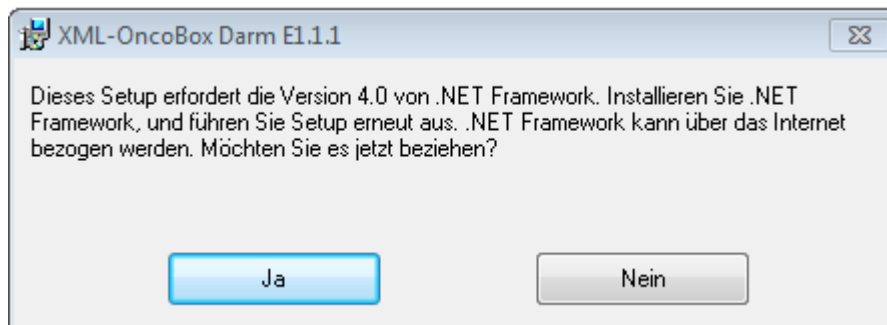 XML-OncoBox Darm E1.1.1
Dieses Setup erfordert die Version 4.0 von .NET Framework. Installieren Sie .NET
Framework, und führen Sie Setup erneut aus. .NET Framework kann über das Internet
bezogen werden. Möchten Sie es jetzt beziehen?
Ja
Nein